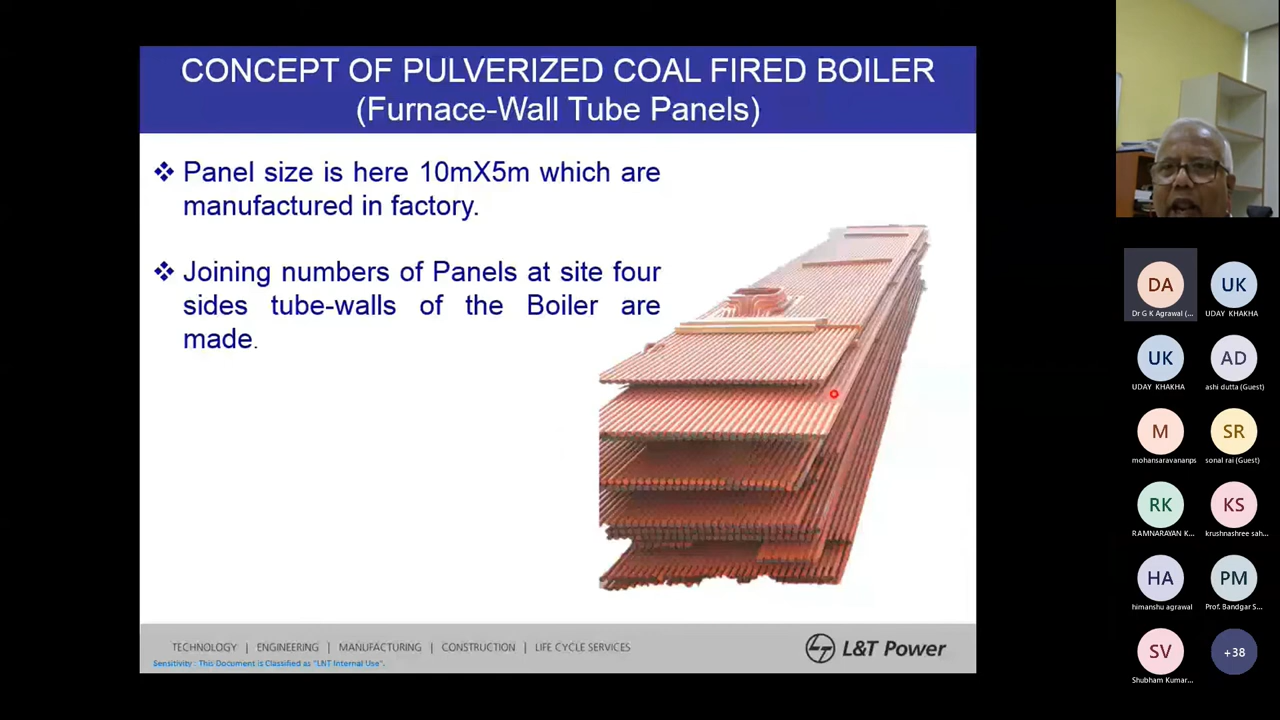 CONCEPT OF PULVERIZED COAL FIRED BOILER
(Furnace-Wall Tube Panels)
❖ Panel size is here 10mX5m which are
manufactured in factory.
❖ Joining numbers of Panels at site four
sides tube-walls of the Boiler are
made.
TECHNOLOGY | ENGINEERING | MANUFACTURING | CONSTRUCTION | LIFE CYCLE SERVICES
Sensitivity : This Document is Classified as "LNT Internal Use".
L&T Power
DA
UK
Dr G K Agrawal (...
UDAY KHAKHA
UK
AD
UDAY KHAKHA
ashi dutta (Guest)
M
SR
mohansaravananps
sonal rai (Guest)
RK
KS
RAMNARAYAN K...
krushnashree sah...
HA
PM
himanshu agrawal
Prof. Bandgar S...
SV
+38
Shubham Kumar...